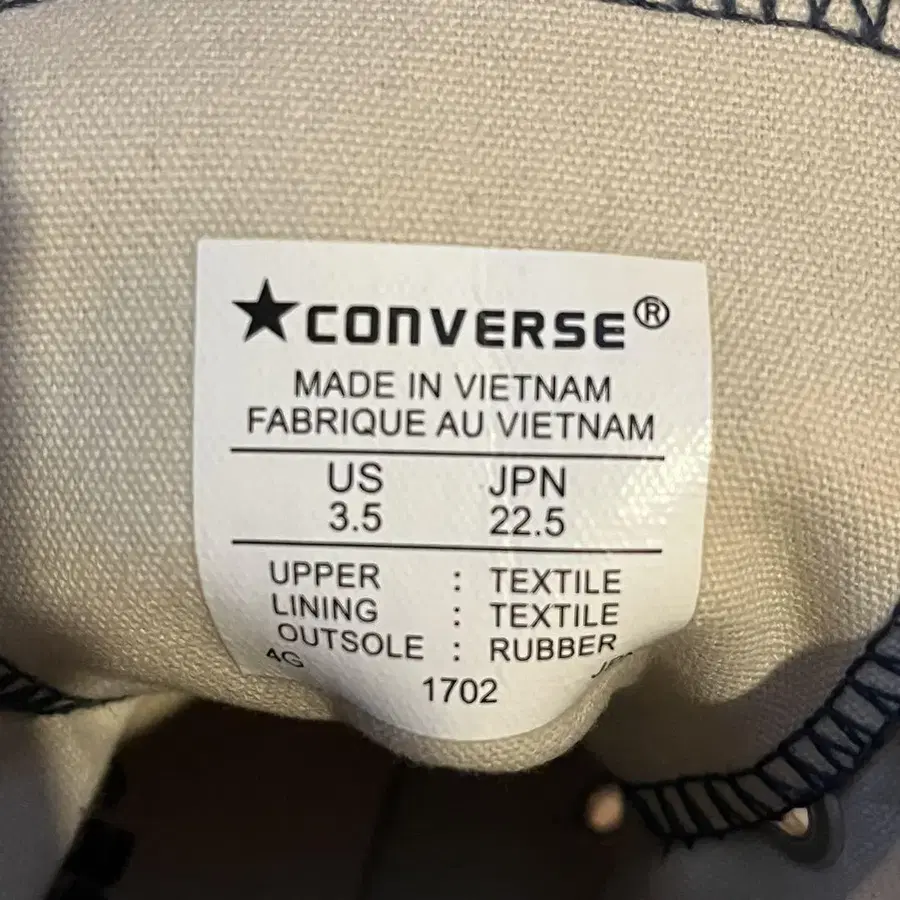 ★CONVERSE®
MADE IN VIETNAM
FABRIQUE AU VIETNAM
US JPN
3.5 22.5
UPPER : TEXTILE
LINING : TEXTILE
OUTSOLE : RUBBER
4G
1702